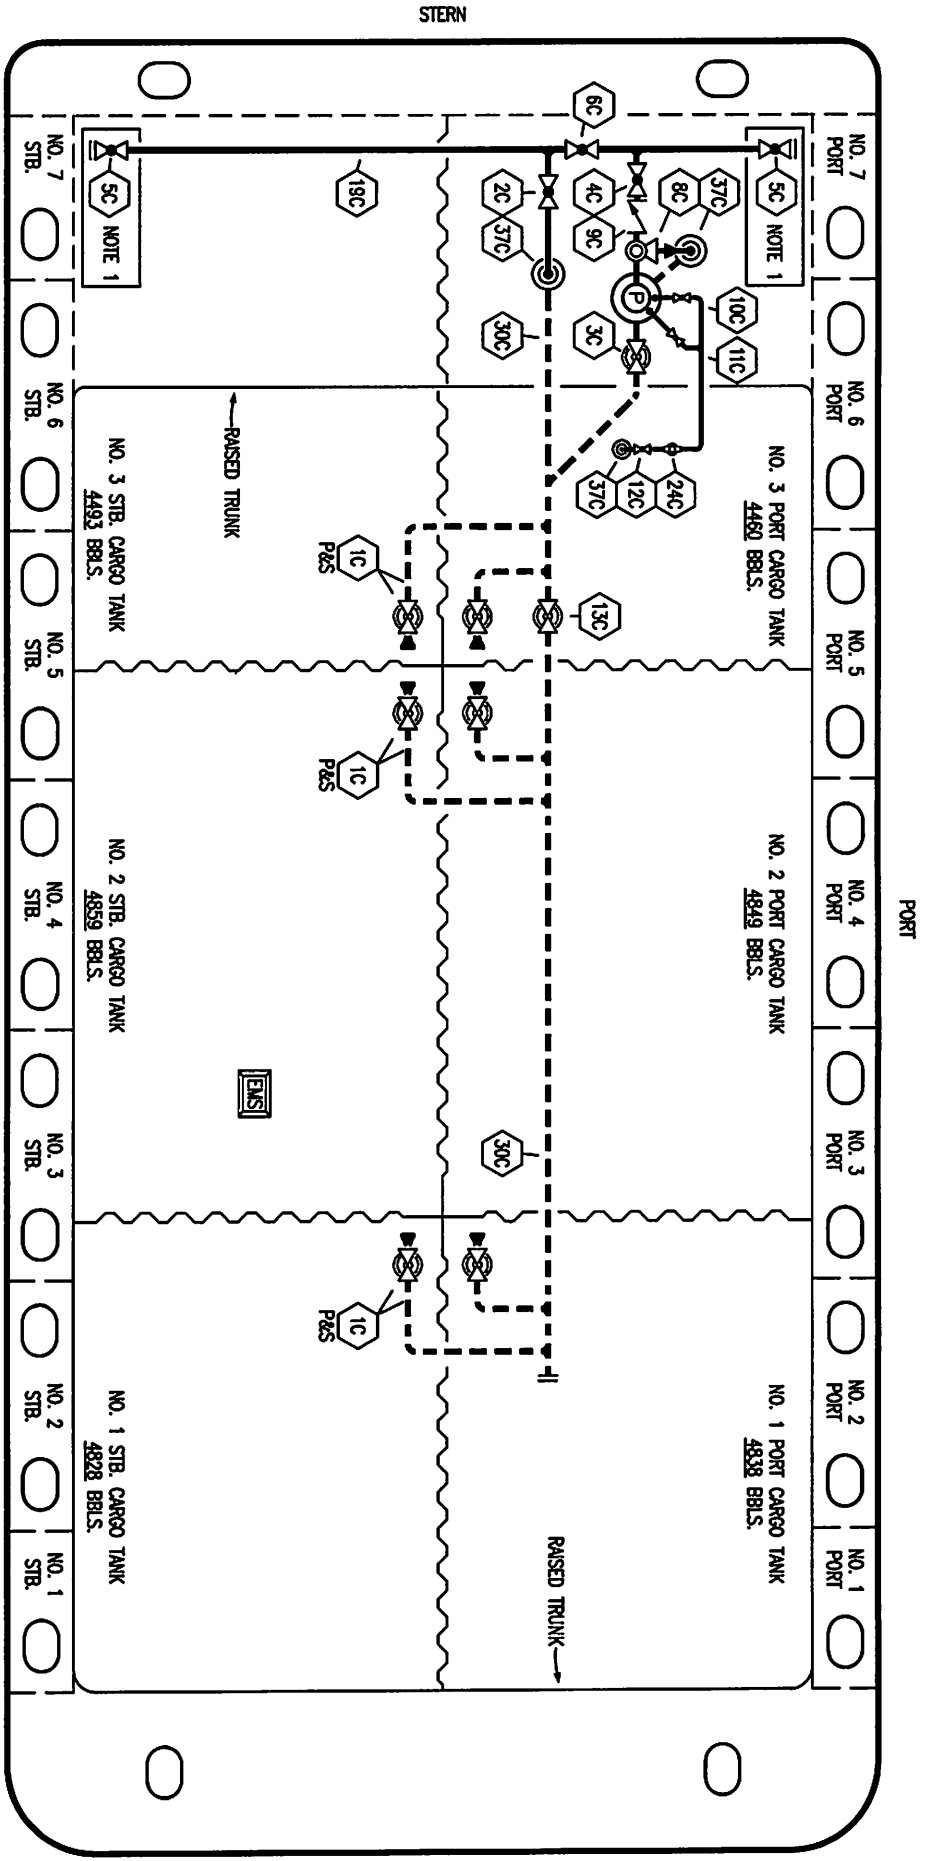 STERN
PORT
NO. 7
PORT
NO. 6
PORT
NO. 5
PORT
NO. 4
PORT
NO. 3
PORT
NO. 2
PORT
NO. 1
PORT
5C
NOTE 1
6C
4C
9C
8C
37C
10C
11C
3C
2C
37C
30C
19C
5C
NOTE 1
37C
12C
24C
NO. 3 PORT CARGO TANK
4460 BBLS.
NO. 2 PORT CARGO TANK
4849 BBLS.
NO. 1 PORT CARGO TANK
4838 BBLS.
P
13C
30C
RAISED TRUNK
1C
P&S
1C
P&S
1C
P&S
EMS
RAISED TRUNK
NO. 3 STB. CARGO TANK
4493 BBLS.
NO. 2 STB. CARGO TANK
4859 BBLS.
NO. 1 STB. CARGO TANK
4828 BBLS.
NO. 7
STB.
NO. 6
STB.
NO. 5
STB.
NO. 4
STB.
NO. 3
STB.
NO. 2
STB.
NO. 1
STB.